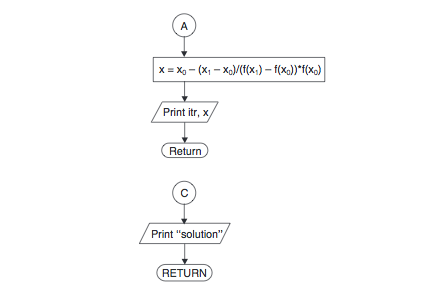 A
x = x₀ – (x₁ – x₀)/(f(x₁) – f(x₀))*f(x₀)
Print itr, x
Return
C
Print "solution"
RETURN